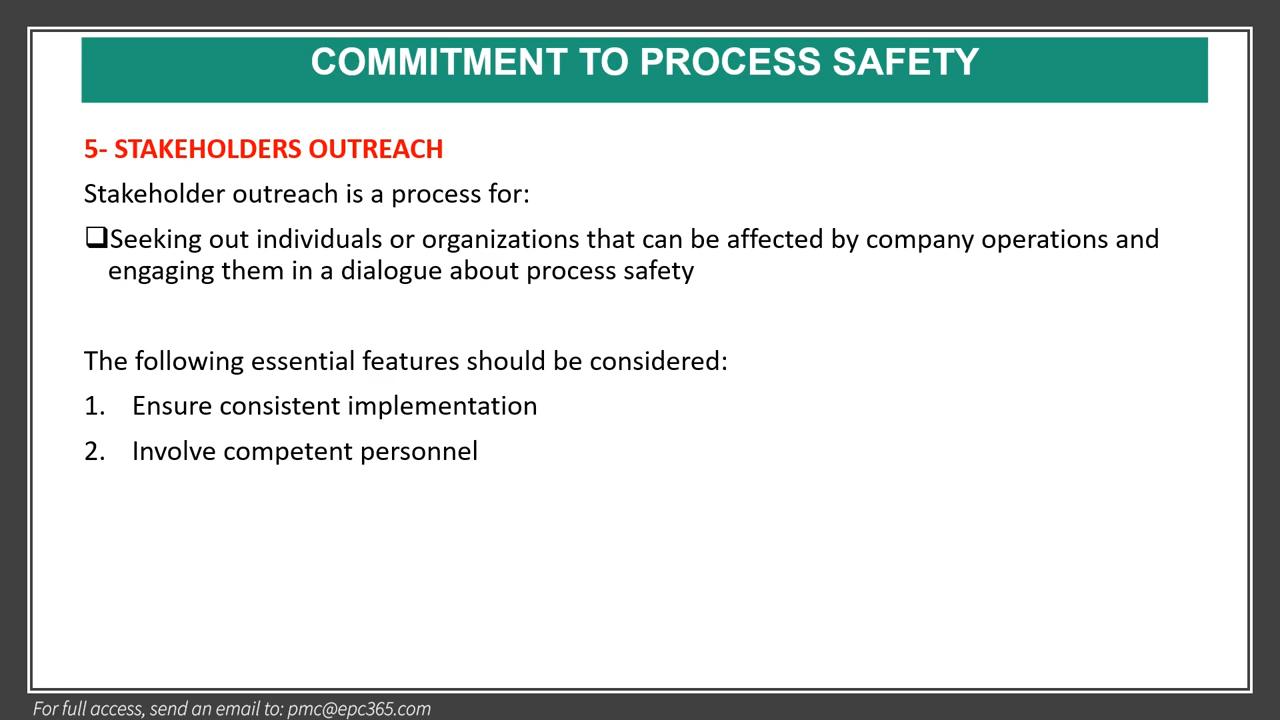 COMMITMENT TO PROCESS SAFETY
5- STAKEHOLDERS OUTREACH
Stakeholder outreach is a process for:
❑Seeking out individuals or organizations that can be affected by company operations and
engaging them in a dialogue about process safety
The following essential features should be considered:
1. Ensure consistent implementation
2. Involve competent personnel
For full access, send an email to: pmc@epc365.com